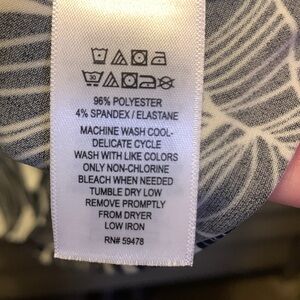 96% POLYESTER
4% SPANDEX / ELASTANE
MACHINE WASH COOL-
DELICATE CYCLE
WASH WITH LIKE COLORS
ONLY NON-CHLORINE
BLEACH WHEN NEEDED
TUMBLE DRY LOW
REMOVE PROMPTLY
FROM DRYER
LOW IRON
RN# 59478